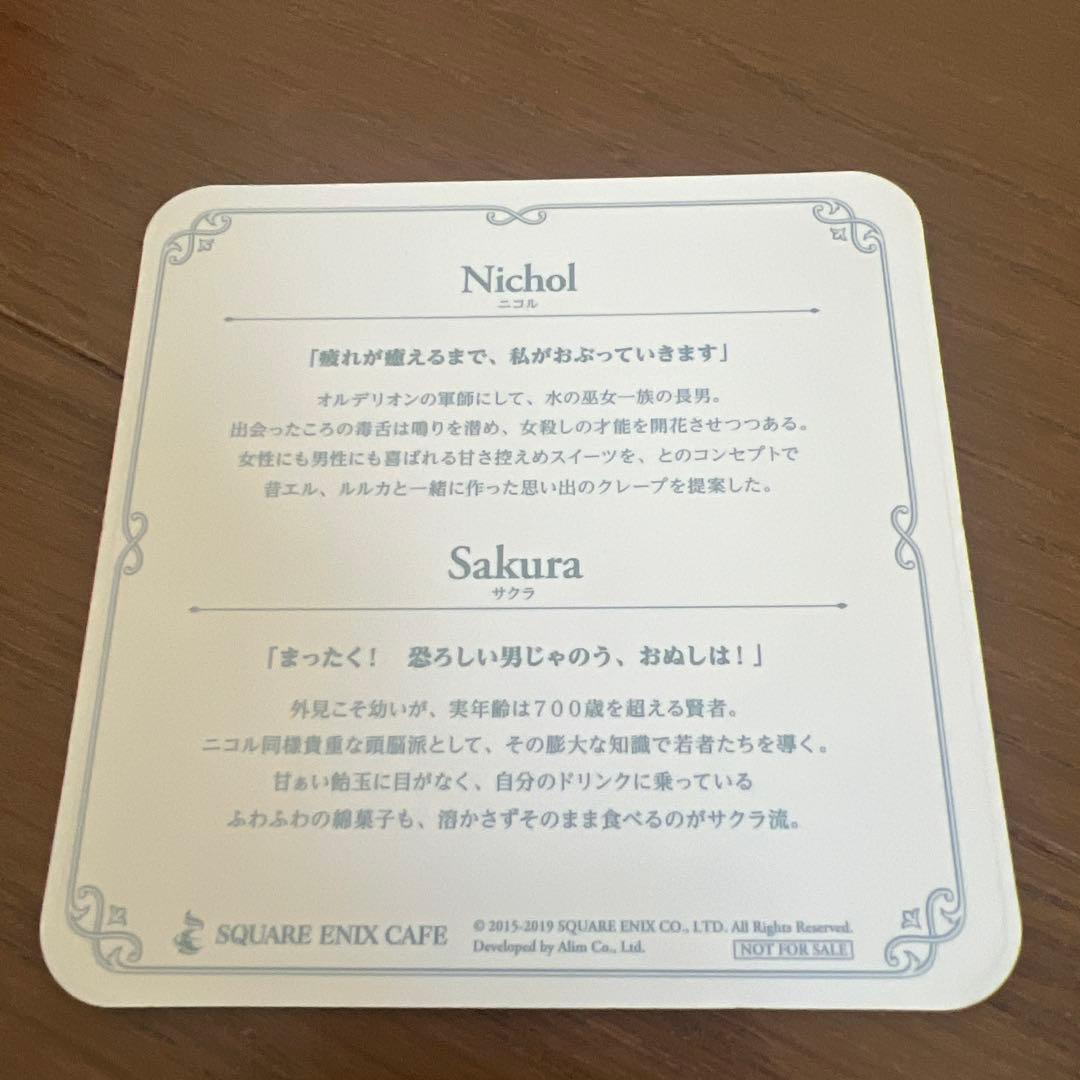 Nichol
ニコル
「疲れが癒えるまで、私がおぶっていきます」
オルデリオンの軍師にして、水の巫女一族の長男。
出会ったころの毒舌は鳴りを潜め、女殺しの才能を開花させつつある。
女性にも男性にも喜ばれる甘さ控えめスイーツを、とのコンセプトで
昔エル、ルルカと一緒に作った思い出のクレープを提案した。
Sakura
サクラ
「まったく！　恐ろしい男じゃのう、おぬしは！」
外見こそ幼いが、実年齢は７００歳を超える賢者。
ニコル同様貴重な頭脳派として、その膨大な知識で若者たちを導く。
甘ぁい飴玉に目がなく、自分のドリンクに乗っている
ふわふわの綿菓子も、溶かさずそのまま食べるのがサクラ流。
SQUARE ENIX CAFE
© 2015-2019 SQUARE ENIX CO., LTD. All Rights Reserved.
Developed by Alim Co., Ltd.
NOT FOR SALE